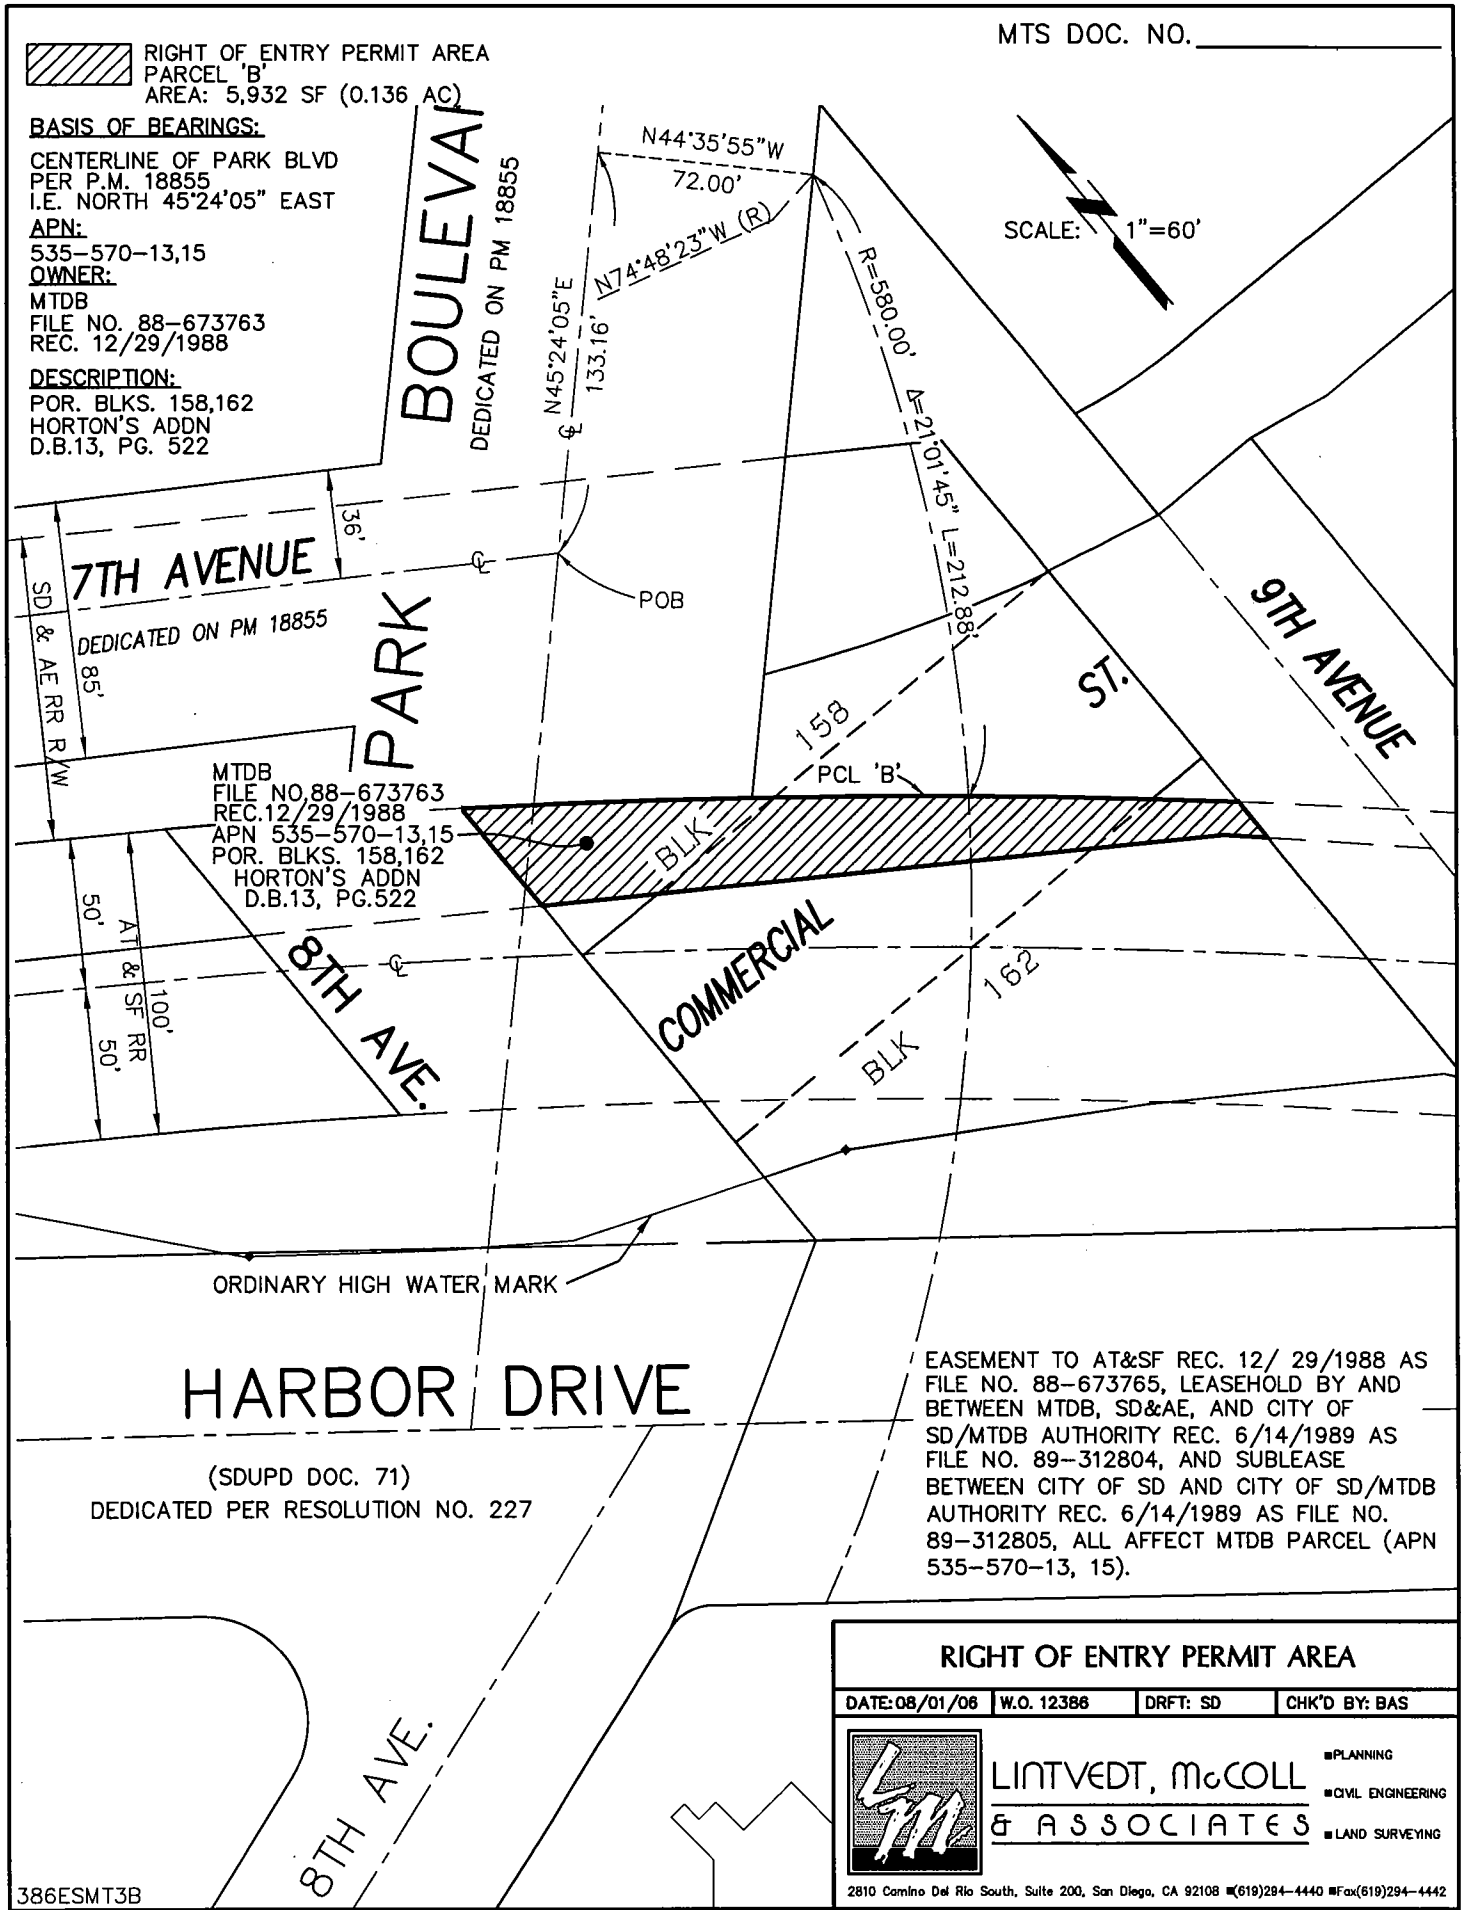 MTS DOC. NO.
RIGHT OF ENTRY PERMIT AREA
PARCEL 'B'
AREA: 5,932 SF (0.136 AC)
BASIS OF BEARINGS:
CENTERLINE OF PARK BLVD
PER P.M. 18855
I.E. NORTH 45°24'05" EAST
APN:
535-570-13,15
OWNER:
MTDB
FILE NO. 88-673763
REC. 12/29/1988
DESCRIPTION:
POR. BLKS. 158,162
HORTON'S ADDN
D.B.13, PG. 522
BOULEVAR
DEDICATED ON PM 18855
N44°35'55"W
72.00'
N74°48'23"W (R)
N45°24'05"E
133.16'
℄
R=580.00' Δ=21°01'45" L=212.88'
SCALE: 1"=60'
36'
7TH AVENUE
℄
DEDICATED ON PM 18855
SD & AE RR R/W
85'
POB
PARK
9TH AVENUE
ST.
158
BLK
PCL 'B'
MTDB
FILE NO.88-673763
REC.12/29/1988
APN 535-570-13,15
POR. BLKS. 158,162
HORTON'S ADDN
D.B.13, PG.522
50'
AT & SF RR
100'
50'
8TH AVE.
℄
COMMERCIAL
162
BLK
ORDINARY HIGH WATER MARK
HARBOR DRIVE
(SDUPD DOC. 71)
DEDICATED PER RESOLUTION NO. 227
EASEMENT TO AT&SF REC. 12/ 29/1988 AS
FILE NO. 88-673765, LEASEHOLD BY AND
BETWEEN MTDB, SD&AE, AND CITY OF
SD/MTDB AUTHORITY REC. 6/14/1989 AS
FILE NO. 89-312804, AND SUBLEASE
BETWEEN CITY OF SD AND CITY OF SD/MTDB
AUTHORITY REC. 6/14/1989 AS FILE NO.
89-312805, ALL AFFECT MTDB PARCEL (APN
535-570-13, 15).
8TH AVE.
386ESMT3B
RIGHT OF ENTRY PERMIT AREA
DATE: 08/01/06 W.O. 12386 DRFT: SD CHK'D BY: BAS
LM
LINTVEDT, McCOLL
& ASSOCIATES
■PLANNING
■CIVIL ENGINEERING
■LAND SURVEYING
2810 Camino Del Rio South, Suite 200, San Diego, CA 92108 ■(619)294-4440 ■Fax(619)294-4442